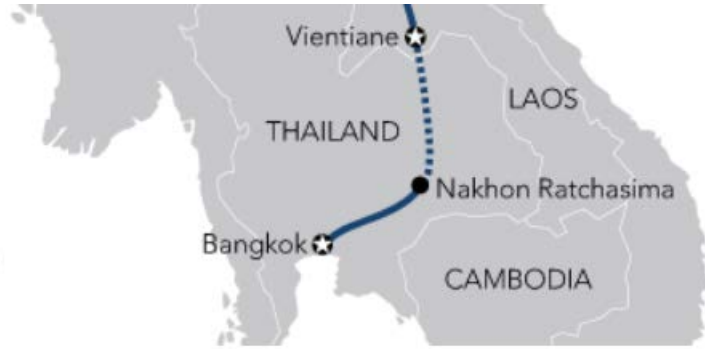 Vientiane
LAOS
THAILAND
Nakhon Ratchasima
Bangkok
CAMBODIA